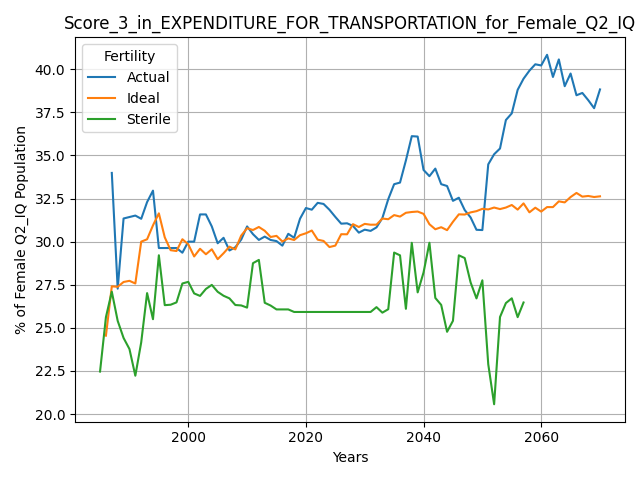 Score_3_in_EXPENDITURE_FOR_TRANSPORTATION_for_Female_Q2_IQ
Fertility
Actual
Ideal
Sterile
% of Female Q2_IQ Population
40.0
37.5
35.0
32.5
30.0
27.5
25.0
22.5
20.0
2000 2020 2040 2060
Years